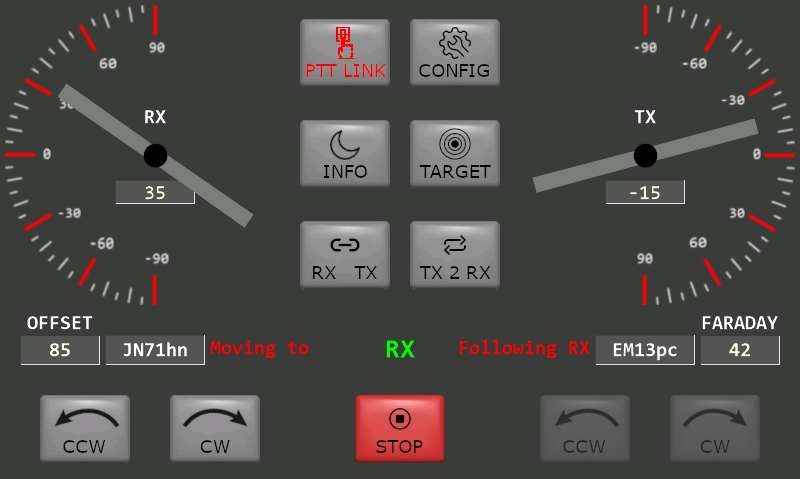 90
60
30
RX
0
35
-30
-60
-90
PTT LINK
CONFIG
INFO
TARGET
RX TX
TX 2 RX
-90
-60
-30
TX
0
-15
30
60
90
OFFSET
FARADAY
85 JN71hn Moving to RX Following RX EM13pc 42
CCW CW STOP CCW CW